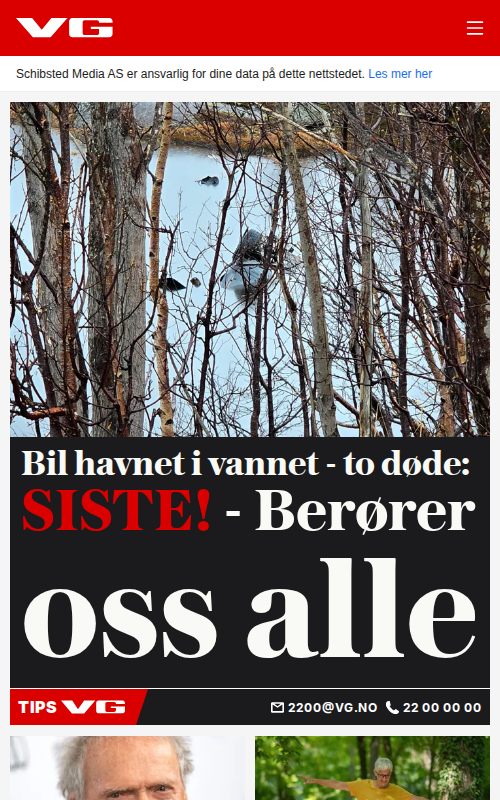 VG
Schibsted Media AS er ansvarlig for dine data på dette nettstedet. Les mer her
Bil havnet i vannet - to døde:
SISTE! - Berører
oss alle
TIPS VG 2200@VG.NO 22 00 00 00